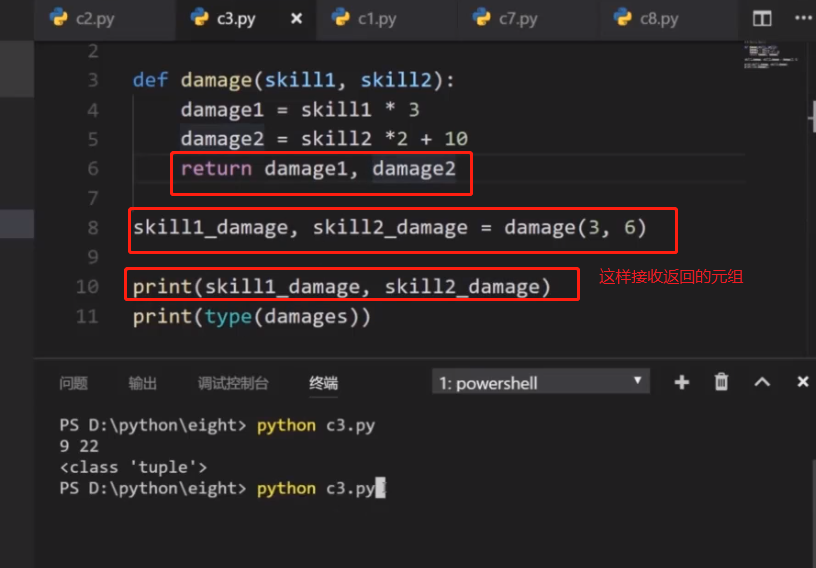 c2.py c3.py × c1.py c7.py c8.py
2
3 def damage(skill1, skill2):
4 damage1 = skill1 * 3
5 damage2 = skill2 *2 + 10
6 return damage1, damage2
7
8 skill1_damage, skill2_damage = damage(3, 6)
9
这样接收返回的元组
10 print(skill1_damage, skill2_damage)
11 print(type(damages))
问题 输出 调试控制台 终端 1: powershell
PS D:\python\eight> python c3.py
9 22
<class 'tuple'>
PS D:\python\eight> python c3.py